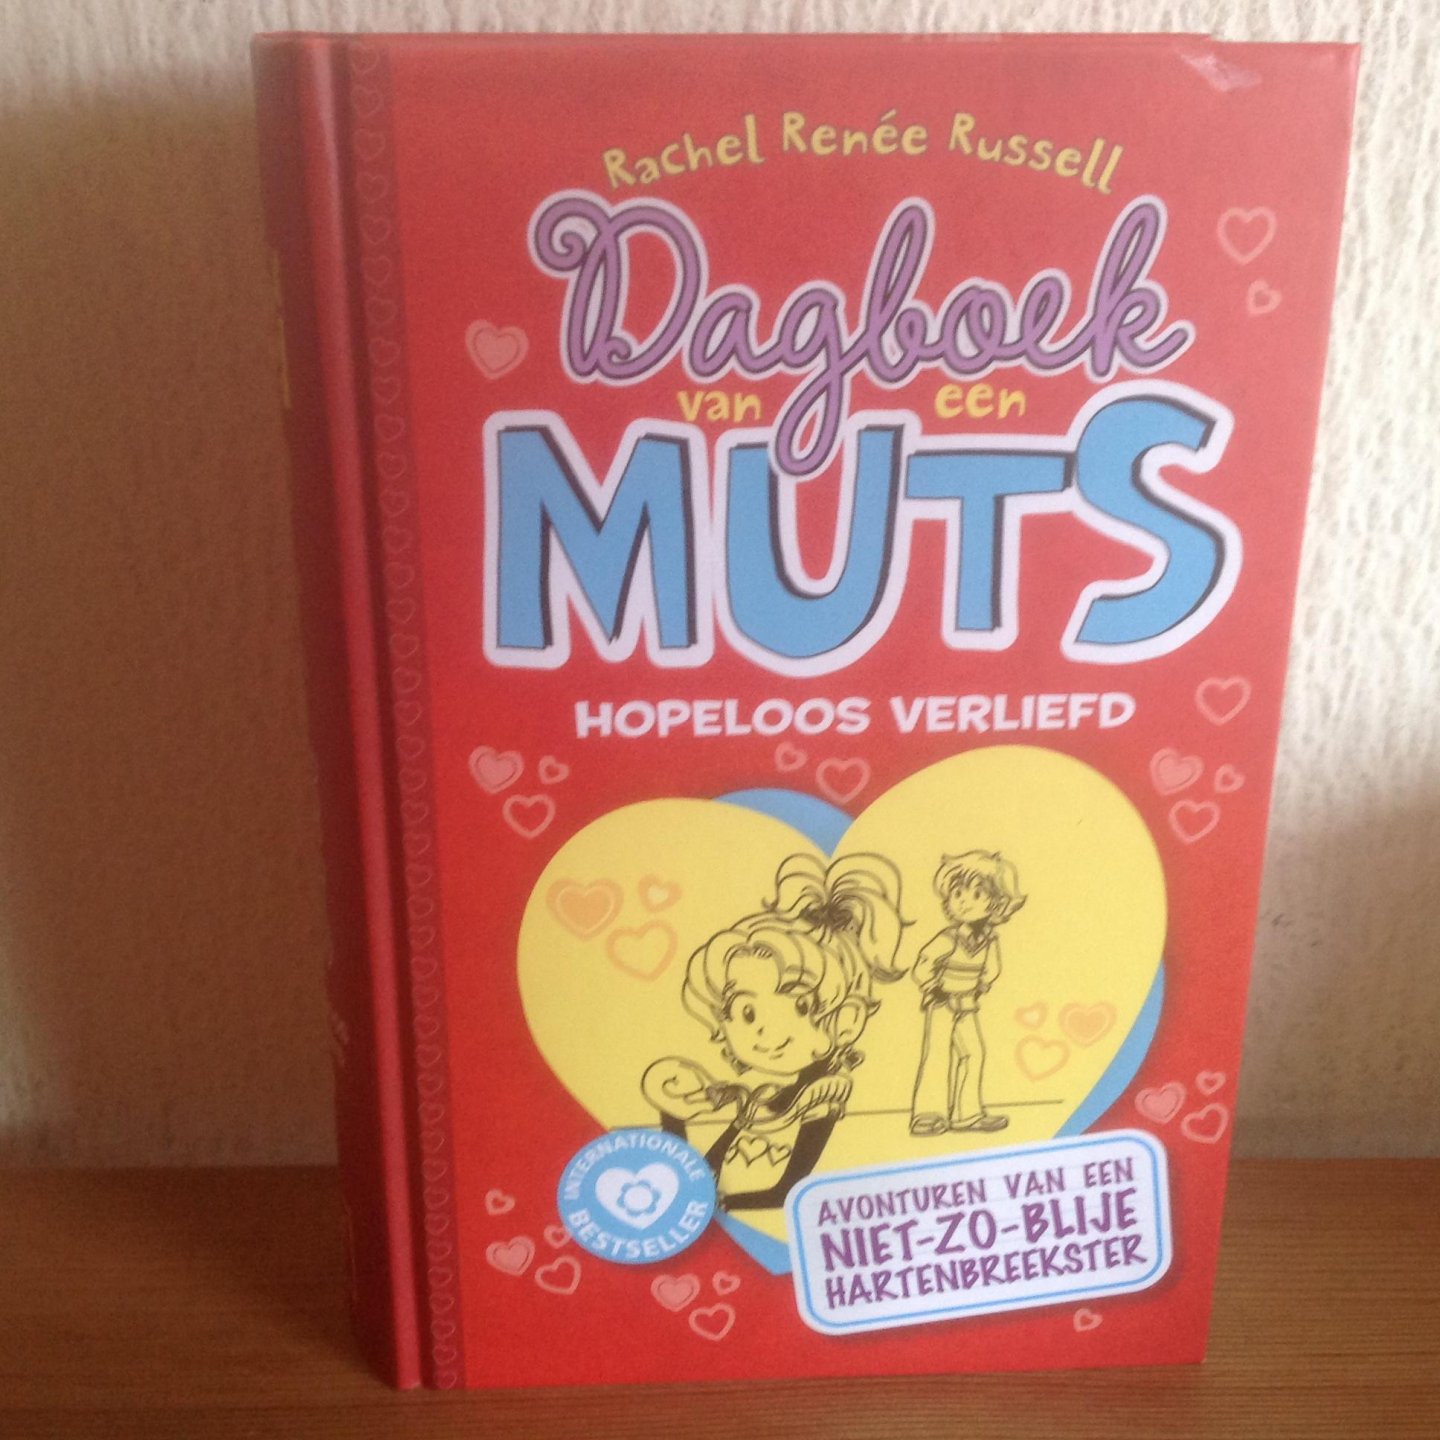 Rachel Renée Russell
Dagboek
van een
MUTS
HOPELOOS VERLIEFD
INTERNATIONALE
BESTSELLER
AVONTUREN VAN EEN
NIET-ZO-BLIJE
HARTENBREEKSTER